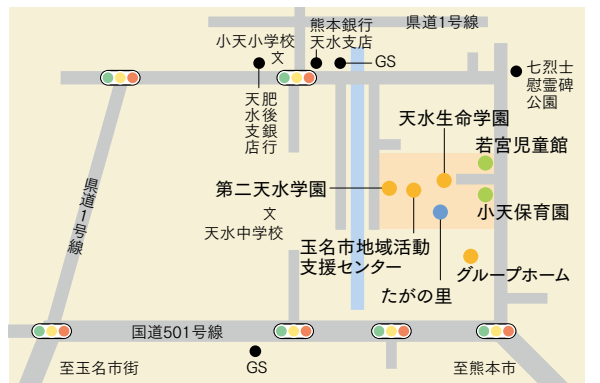 県道1号線
熊本銀行
天水支店
小天小学校
文
GS
七烈士
慰霊碑
公園
肥後銀行
天水支店
天水生命学園
若宮児童館
県道1号線
第二天水学園
小天保育園
文
天水中学校
玉名市地域活動
支援センター
グループホーム
たがの里
国道501号線
至玉名市街
GS
至熊本市